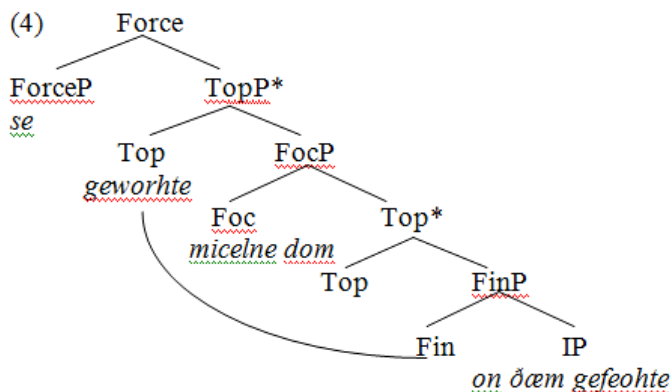 (4) Force
ForceP TopP*
se
Top FocP
geworhte
Foc Top*
micelne dom
Top FinP
Fin IP
on ðæm gefeohte